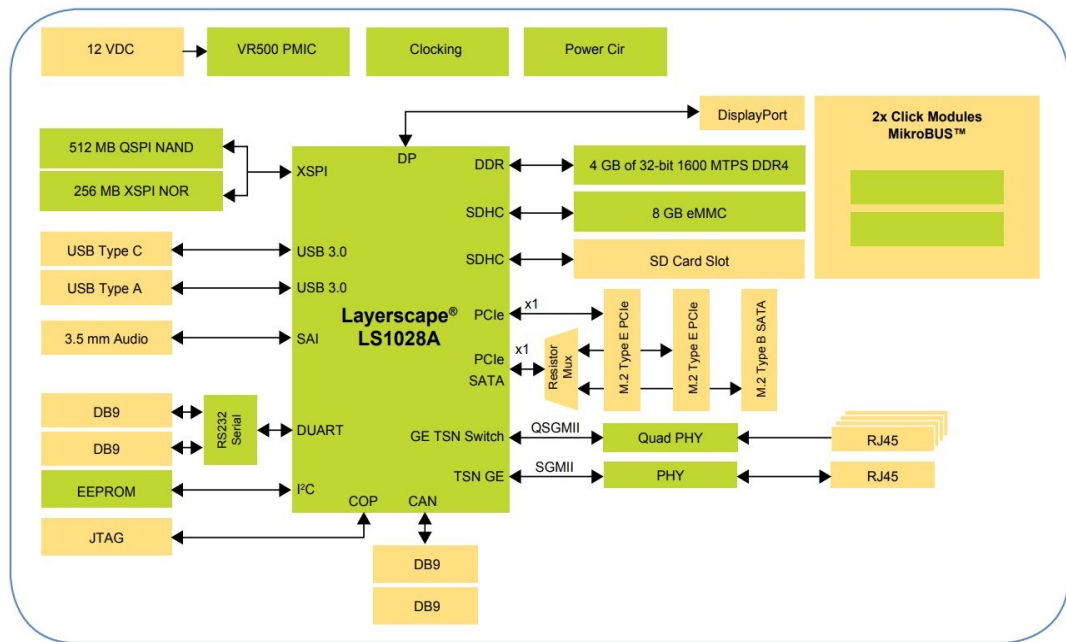 12 VDC
VR500 PMIC
Clocking
Power Cir
DisplayPort
2x Click Modules
MikroBUS™
DP
512 MB QSPI NAND
256 MB XSPI NOR
XSPI
DDR
4 GB of 32-bit 1600 MTPS DDR4
SDHC
8 GB eMMC
USB Type C
USB 3.0
SDHC
SD Card Slot
USB Type A
USB 3.0
Layerscape®
LS1028A
3.5 mm Audio
SAI
PCIe
x1
PCIe
SATA
x1
Resistor
Mux
M.2 Type E PCIe
M.2 Type E PCIe
M.2 Type B SATA
DB9
DB9
RS232
Serial
DUART
GE TSN Switch
QSGMII
Quad PHY
RJ45
TSN GE
SGMII
PHY
RJ45
EEPROM
I²C
COP
CAN
JTAG
DB9
DB9